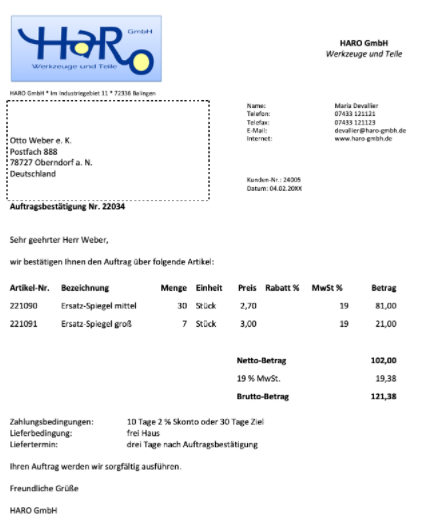 HaRo GmbH
Werkzeuge und Teile
HARO GmbH
Werkzeuge und Teile
HARO GmbH * Im Industriegebiet 11 * 72336 Balingen
Name: Maria Devallier
Telefon: 07433 121121
Telefax: 07433 121123
E-Mail: devallier@haro-gmbh.de
Internet: www.haro-gmbh.de
Otto Weber e. K.
Postfach 888
78727 Oberndorf a. N.
Deutschland
Kunden-Nr.: 24005
Datum: 04.02.20XX
Auftragsbestätigung Nr. 22034
Sehr geehrter Herr Weber,
wir bestätigen Ihnen den Auftrag über folgende Artikel:
Artikel-Nr. Bezeichnung Menge Einheit Preis Rabatt % MwSt % Betrag
221090 Ersatz-Spiegel mittel 30 Stück 2,70 19 81,00
221091 Ersatz-Spiegel groß 7 Stück 3,00 19 21,00
Netto-Betrag 102,00
19 % MwSt. 19,38
Brutto-Betrag 121,38
Zahlungsbedingungen: 10 Tage 2 % Skonto oder 30 Tage Ziel
Lieferbedingung: frei Haus
Liefertermin: drei Tage nach Auftragsbestätigung
Ihren Auftrag werden wir sorgfältig ausführen.
Freundliche Grüße
HARO GmbH